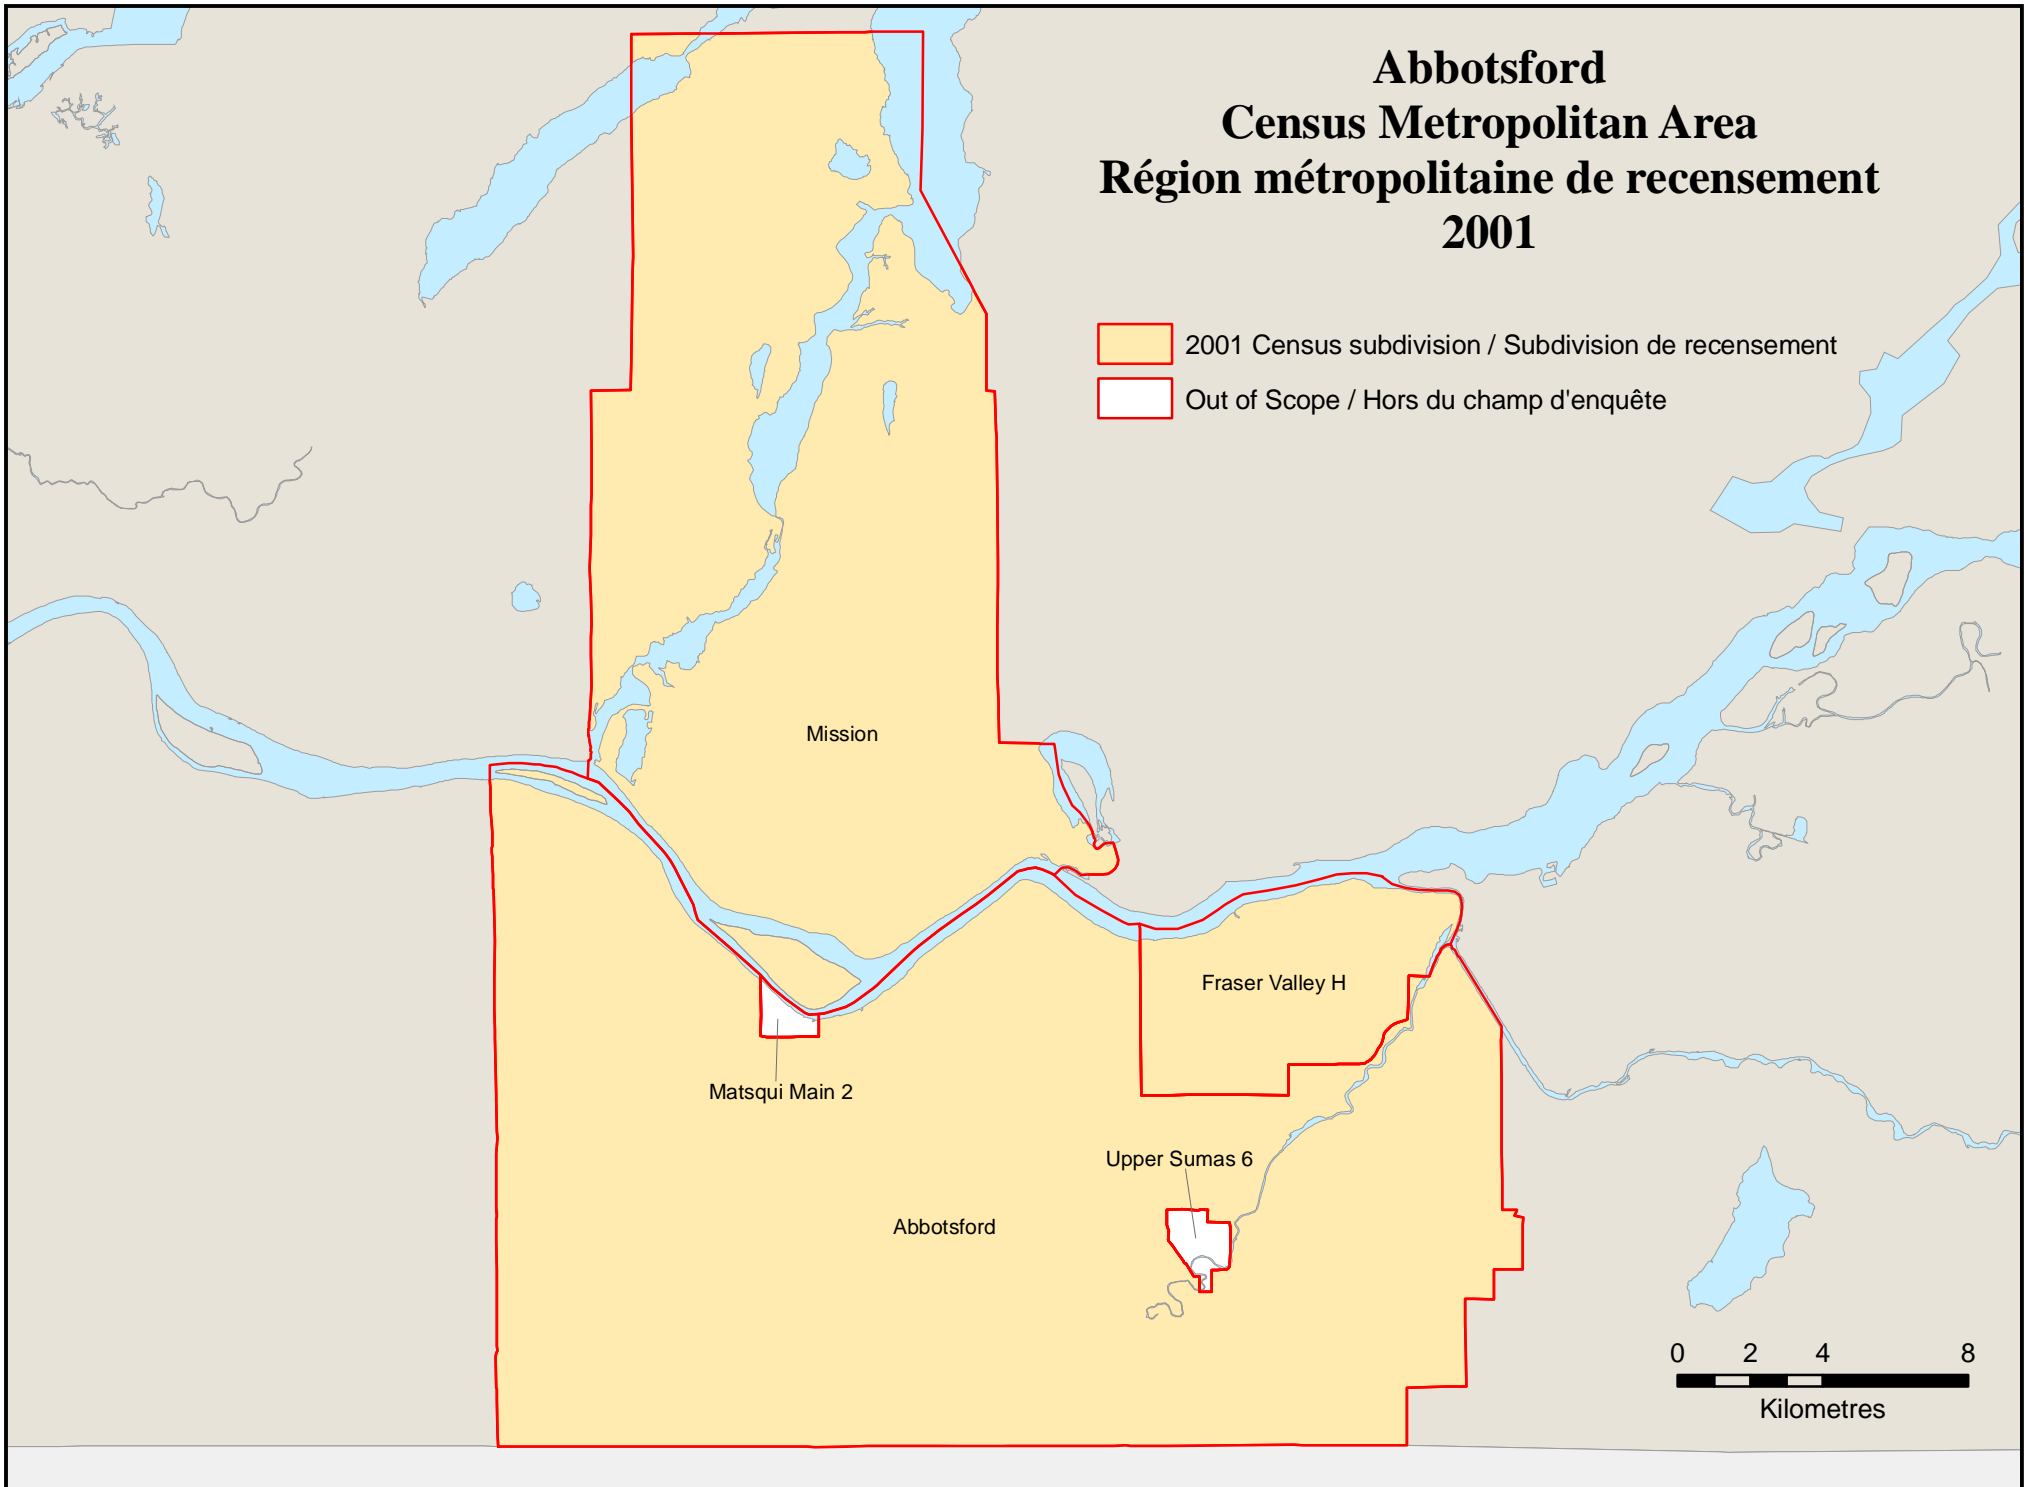 Abbotsford
Census Metropolitan Area
Région métropolitaine de recensement
2001
2001 Census subdivision / Subdivision de recensement
Out of Scope / Hors du champ d'enquête
Mission
Fraser Valley H
Matsqui Main 2
Upper Sumas 6
Abbotsford
0 2 4 8
Kilometres